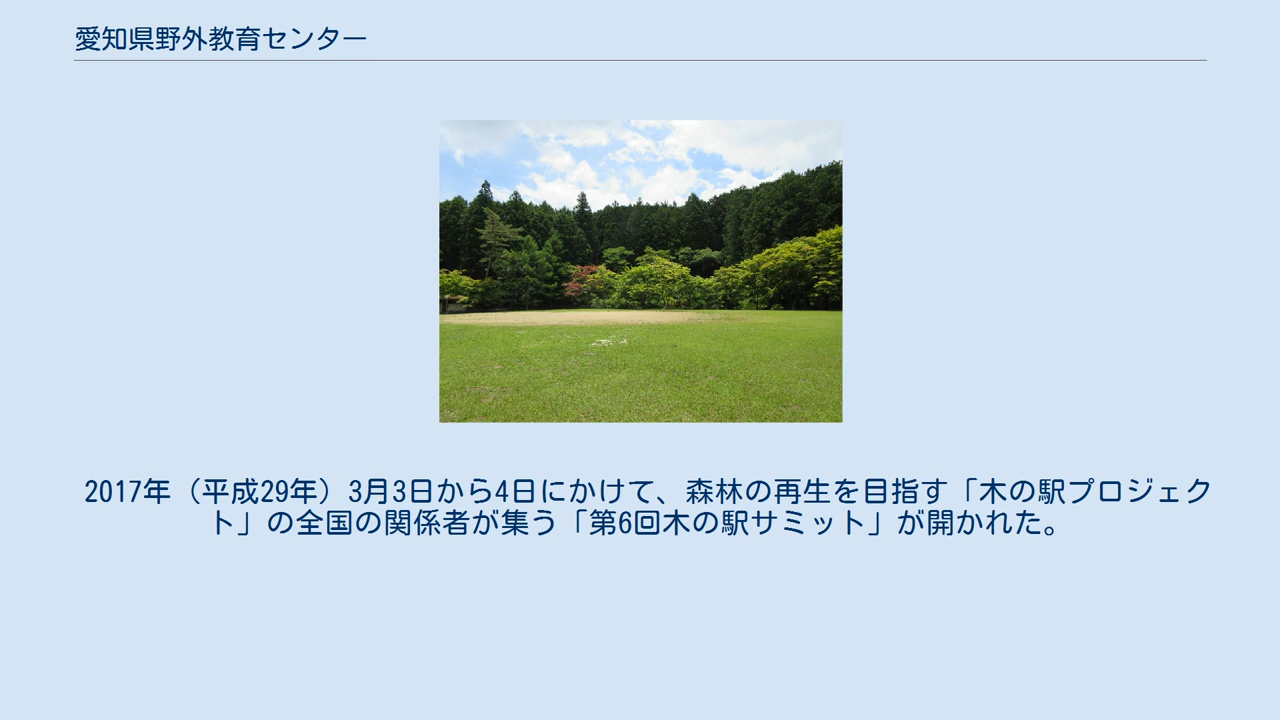 愛知県野外教育センター
2017年（平成29年）3月3日から4日にかけて、森林の再生を目指す「木の駅プロジェク
ト」の全国の関係者が集う「第6回木の駅サミット」が開かれた。